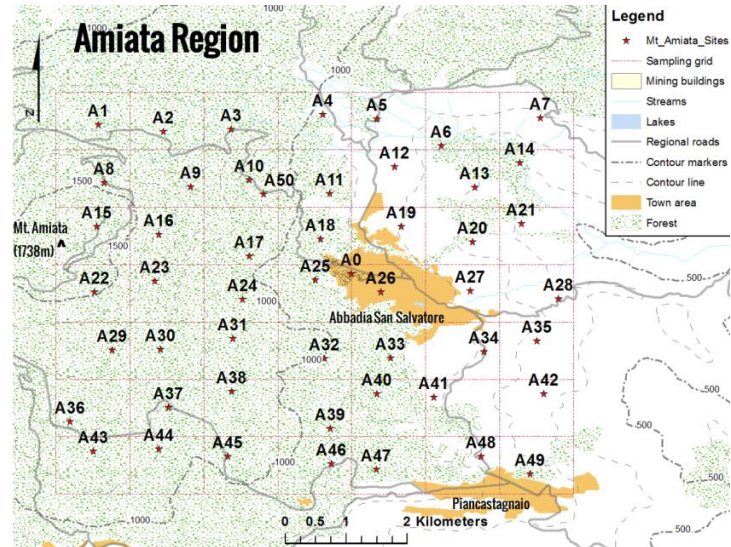 Amiata Region
Legend
Mt_Amiata_Sites
Sampling grid
Mining buildings
Streams
Lakes
Regional roads
Contour markers
Contour line
Town area
Forest
N
1000
1000
A1
A2
A3
A4
A5
A6
A7
A8
A9
A10
A50
A11
A12
A13
A14
1500
A15
A16
A17
A18
A19
A20
A21
Mt. Amiata
(1738m)
1500
A22
A23
A24
A25
A0
A26
A27
A28
500
1000
Abbadia San Salvatore
A29
A30
A31
A32
A33
A34
A35
1000
A36
A37
A38
A39
A40
A41
A42
500
500
A43
A44
A45
A46
A47
A48
A49
1000
1000
Piancastagnaio
0 0.5 1 2 Kilometers